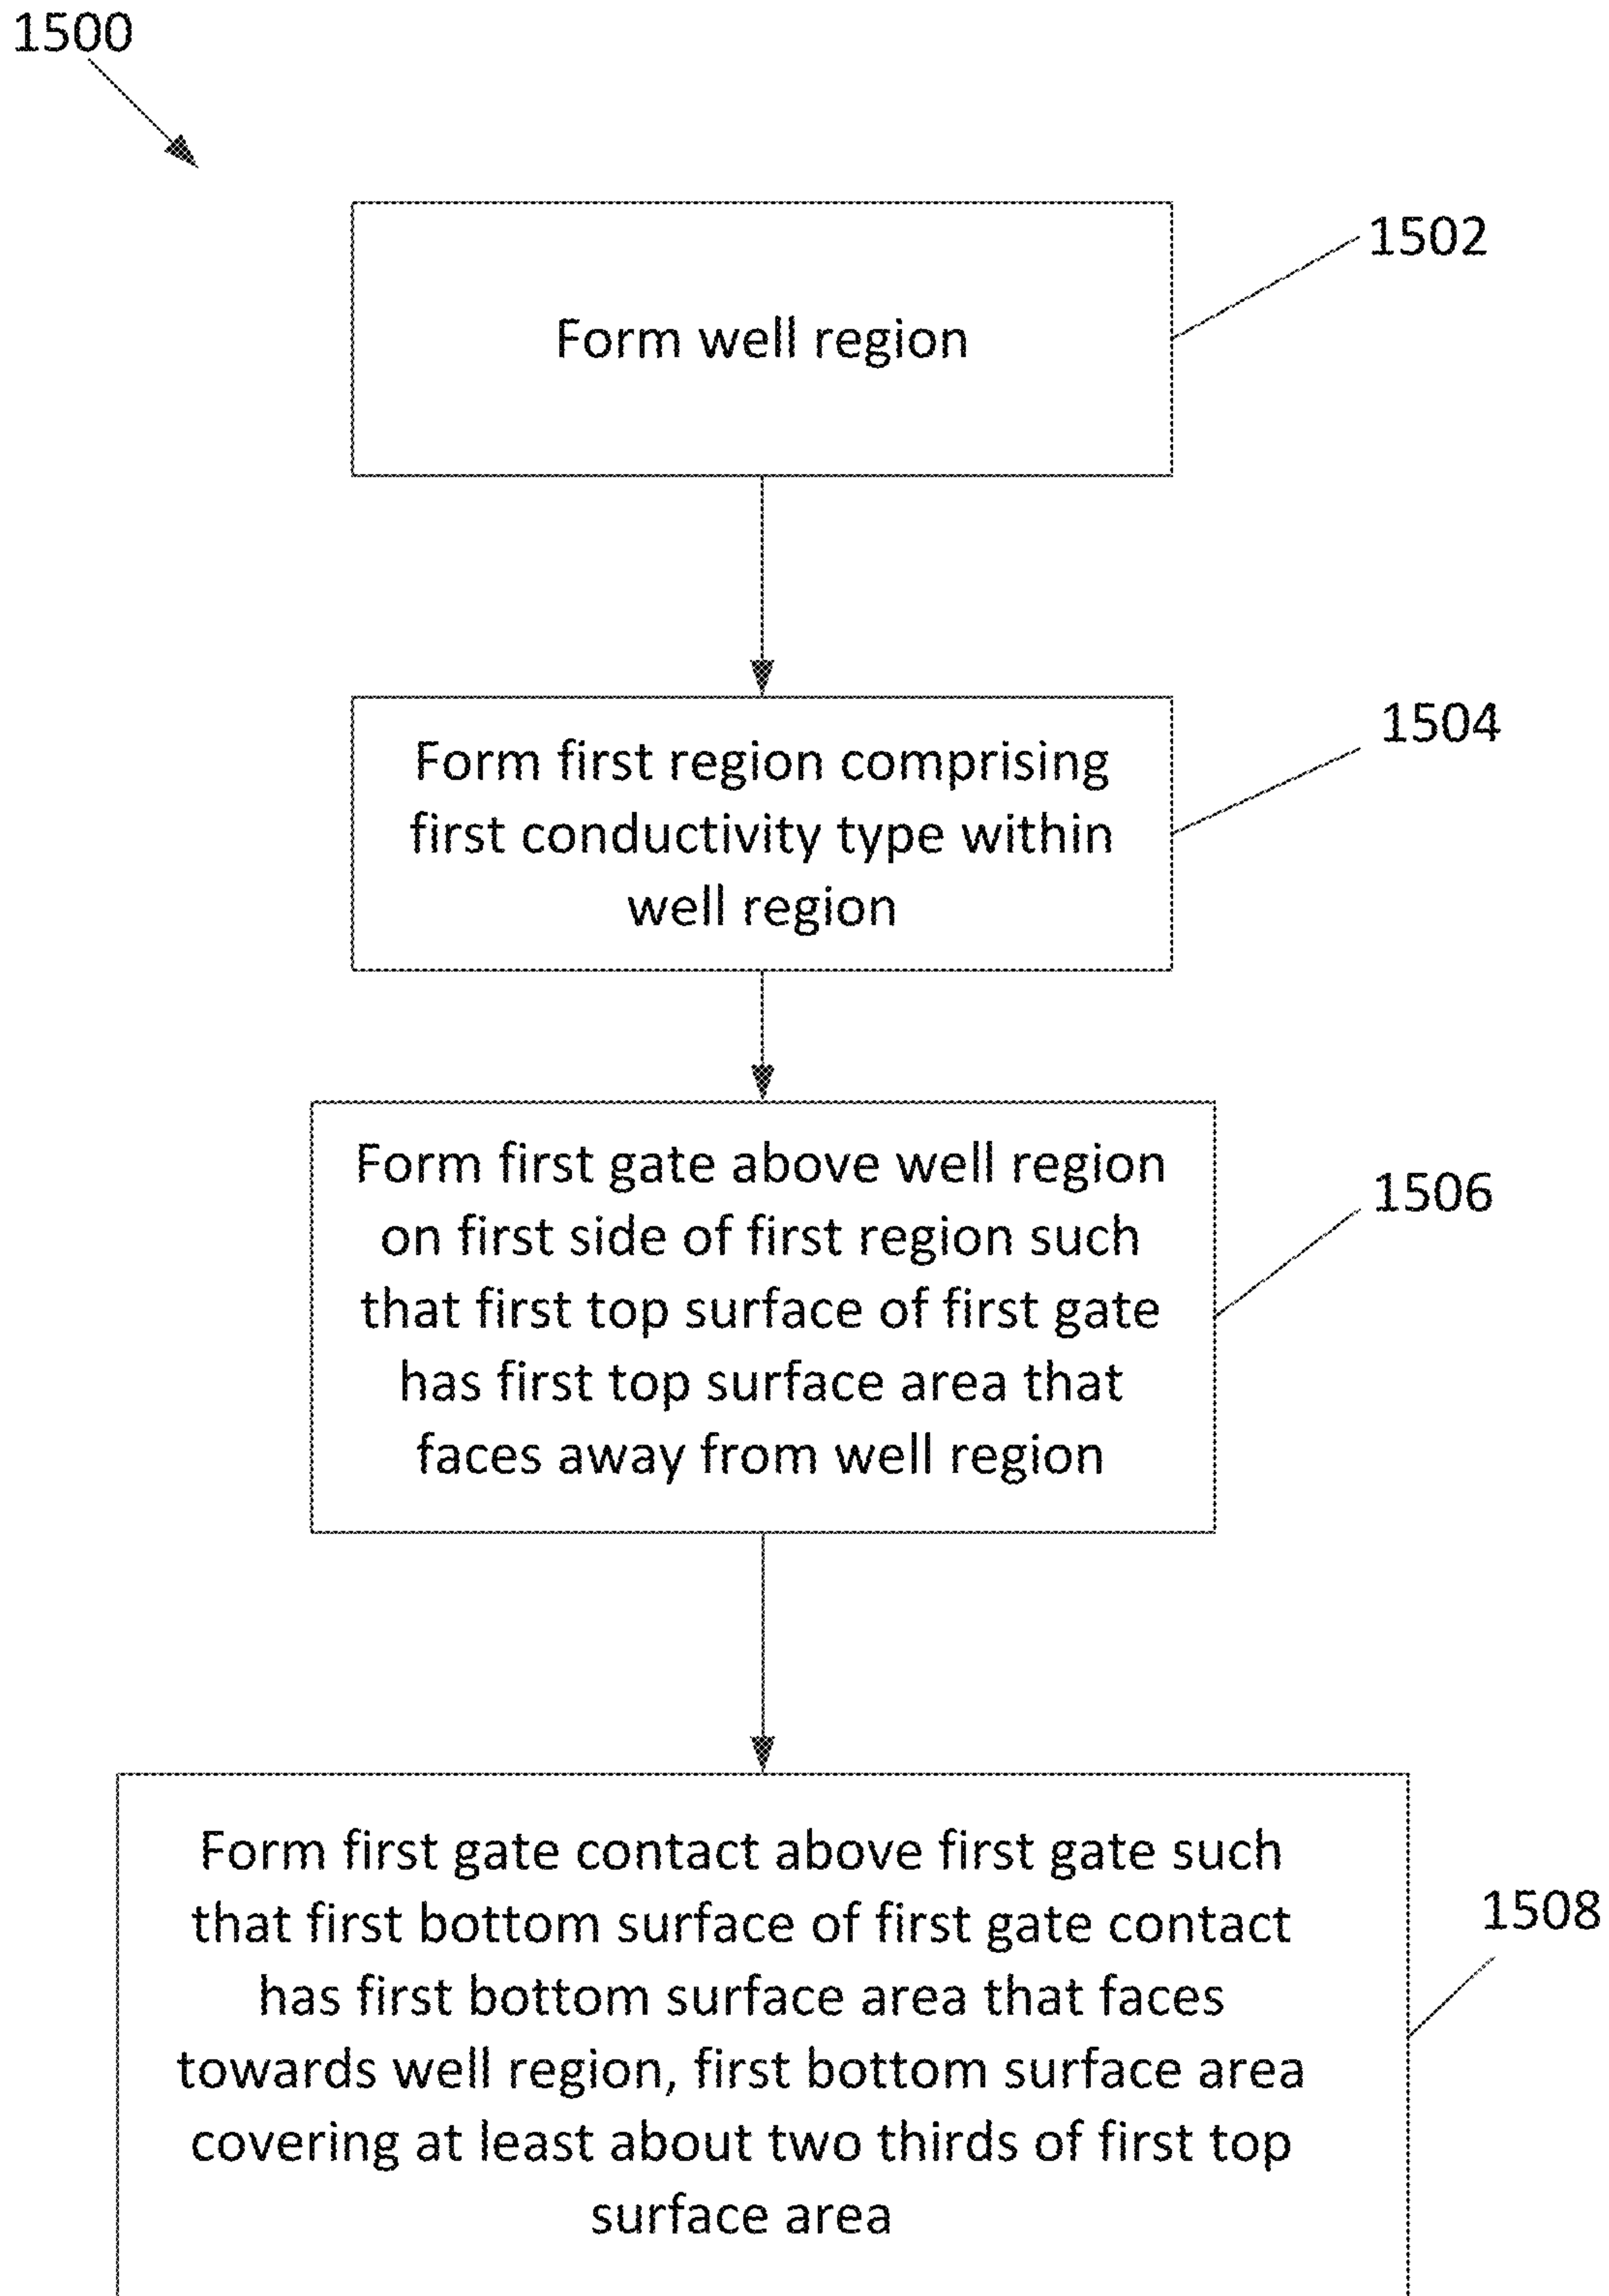 1500
1502
Form well region
1504
Form first region comprising
first conductivity type within
well region
1506
Form first gate above well region
on first side of first region such
that first top surface of first gate
has first top surface area that
faces away from well region
1508
Form first gate contact above first gate such
that first bottom surface of first gate contact
has first bottom surface area that faces
towards well region, first bottom surface area
covering at least about two thirds of first top
surface area